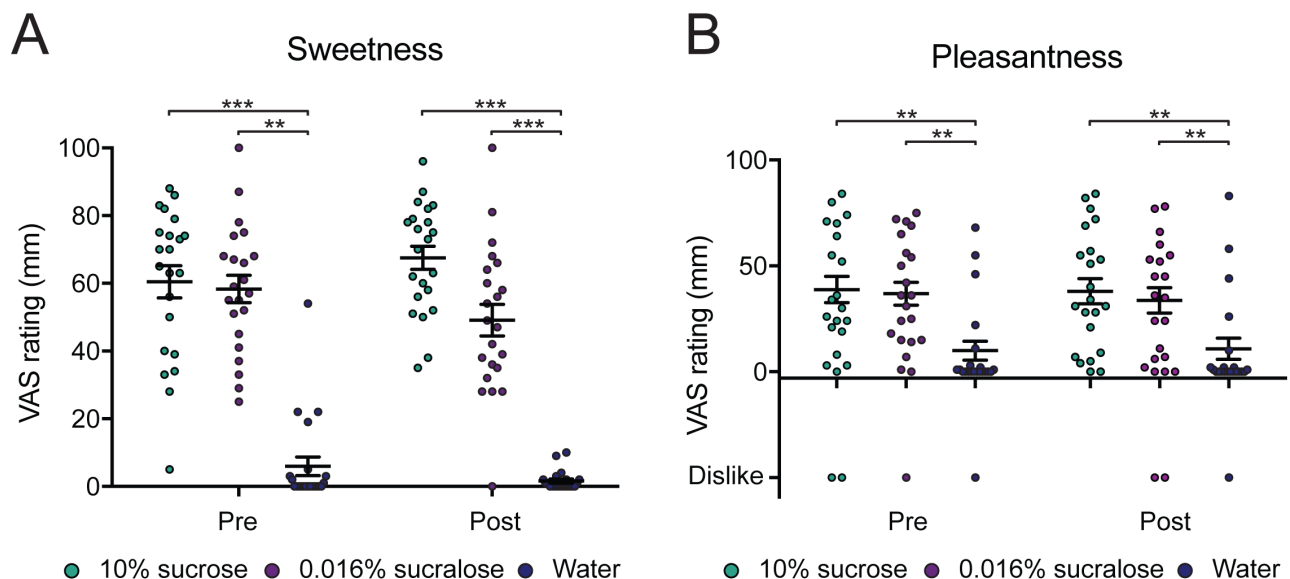 A
Sweetness
*** ***
** ***
100
80
60
40
20
0
VAS rating (mm)
Pre Post
10% sucrose 0.016% sucralose Water
B
Pleasantness
** **
** **
100
50
0
Dislike
VAS rating (mm)
Pre Post
10% sucrose 0.016% sucralose Water